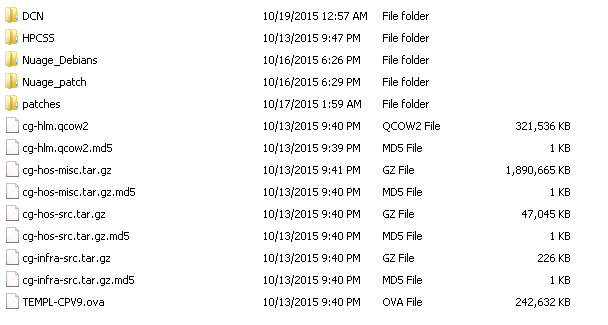 DCN 10/19/2015 12:57 AM File folder
HPCSS 10/13/2015 9:47 PM File folder
Nuage_Debians 10/16/2015 6:26 PM File folder
Nuage_patch 10/16/2015 6:29 PM File folder
patches 10/17/2015 1:59 AM File folder
cg-hlm.qcow2 10/13/2015 9:40 PM QCOW2 File 321,536 KB
cg-hlm.qcow2.md5 10/13/2015 9:39 PM MD5 File 1 KB
cg-hos-misc.tar.gz 10/13/2015 9:41 PM GZ File 1,890,665 KB
cg-hos-misc.tar.gz.md5 10/13/2015 9:40 PM MD5 File 1 KB
cg-hos-src.tar.gz 10/13/2015 9:40 PM GZ File 47,045 KB
cg-hos-src.tar.gz.md5 10/13/2015 9:40 PM MD5 File 1 KB
cg-infra-src.tar.gz 10/13/2015 9:40 PM GZ File 226 KB
cg-infra-src.tar.gz.md5 10/13/2015 9:40 PM MD5 File 1 KB
TEMPL-CPV9.ova 10/13/2015 9:40 PM OVA File 242,632 KB